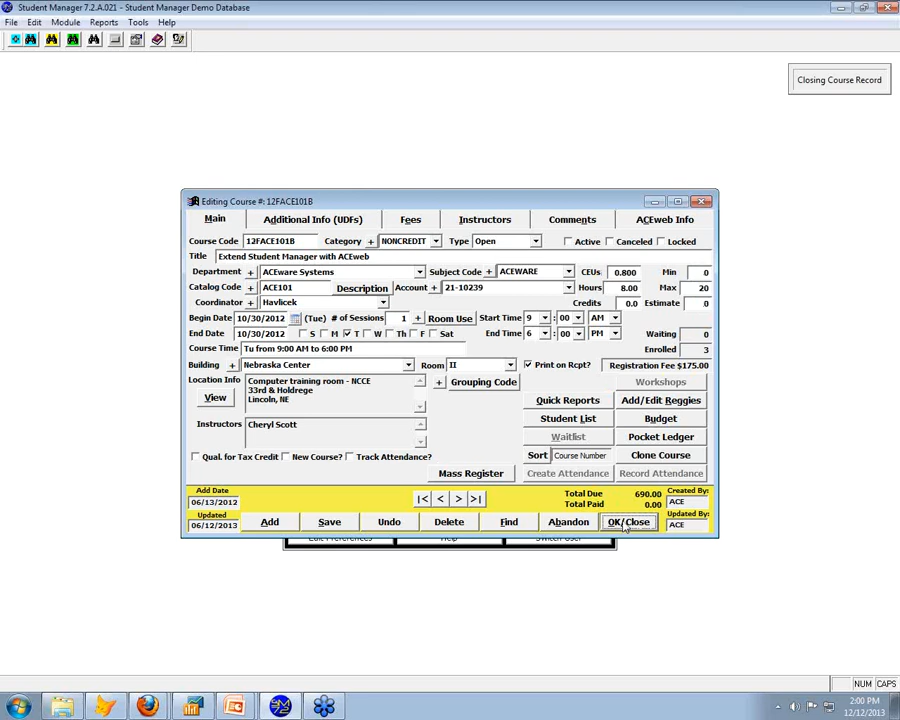 Student Manager 7.2.A.021 - Student Manager Demo Database
File Edit Module Reports Tools Help
Closing Course Record
Editing Course #: 12FACE101B
Main Additional Info (UDFs) Fees Instructors Comments ACEweb Info
Course Code 12FACE101B Category + NONCREDIT Type Open Active Canceled Locked
Title Extend Student Manager with ACEweb
Department + ACEware Systems Subject Code + ACEWARE CEUs: 0.800 Min 0
Catalog Code + ACE101 Description Account + 21-10239 Hours 8.00 Max 20
Coordinator + Havlicek Credits 0.0 Estimate 0
Begin Date 10/30/2012 (Tue) # of Sessions 1 + Room Use Start Time 9 : 00 AM
End Date 10/30/2012 S M T W Th F Sat End Time 6 : 00 PM Waiting 0
Course Time Tu from 9:00 AM to 6:00 PM Enrolled 3
Building + Nebraska Center Room II Print on Rcpt? Registration Fee $175.00
Location Info Computer training room - NCCE + Grouping Code Workshops
33rd & Holdrege
Lincoln, NE
View Quick Reports Add/Edit Reggies
Student List Budget
Instructors Cheryl Scott Waitlist Pocket Ledger
Qual. for Tax Credit New Course? Track Attendance? Sort Course Number Clone Course
Mass Register Create Attendance Record Attendance
Add Date |< < > >| Total Due 690.00 Created By:
06/13/2012 Total Paid 0.00 ACE
Updated Updated By:
06/12/2013 Add Save Undo Delete Find Abandon OK/Close ACE
Edit Preferences Help Switch User
NUM CAPS
2:00 PM
12/12/2013